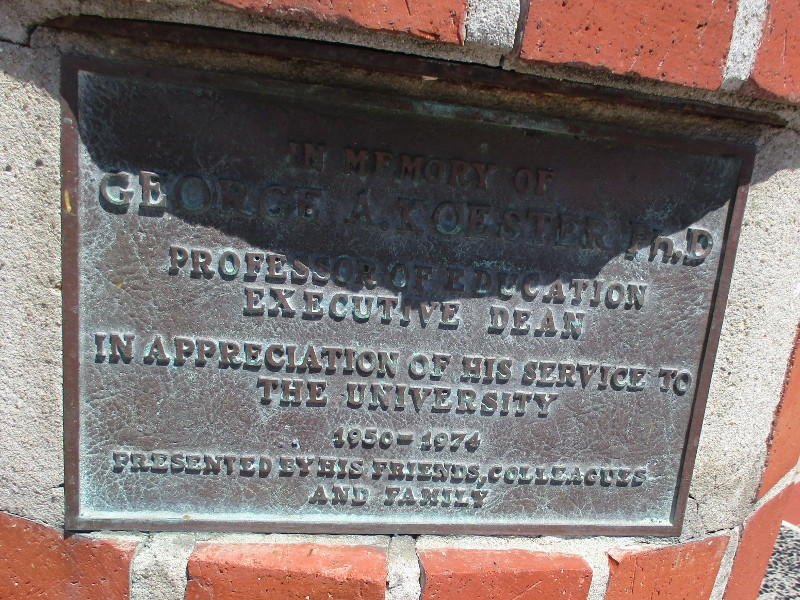 IN MEMORY OF
GEORGE A. KOESTER Ph.D
PROFESSOR OF EDUCATION
EXECUTIVE DEAN
IN APPRECIATION OF HIS SERVICE TO
THE UNIVERSITY
1950-1974
PRESENTED BY HIS FRIENDS, COLLEAGUES
AND FAMILY